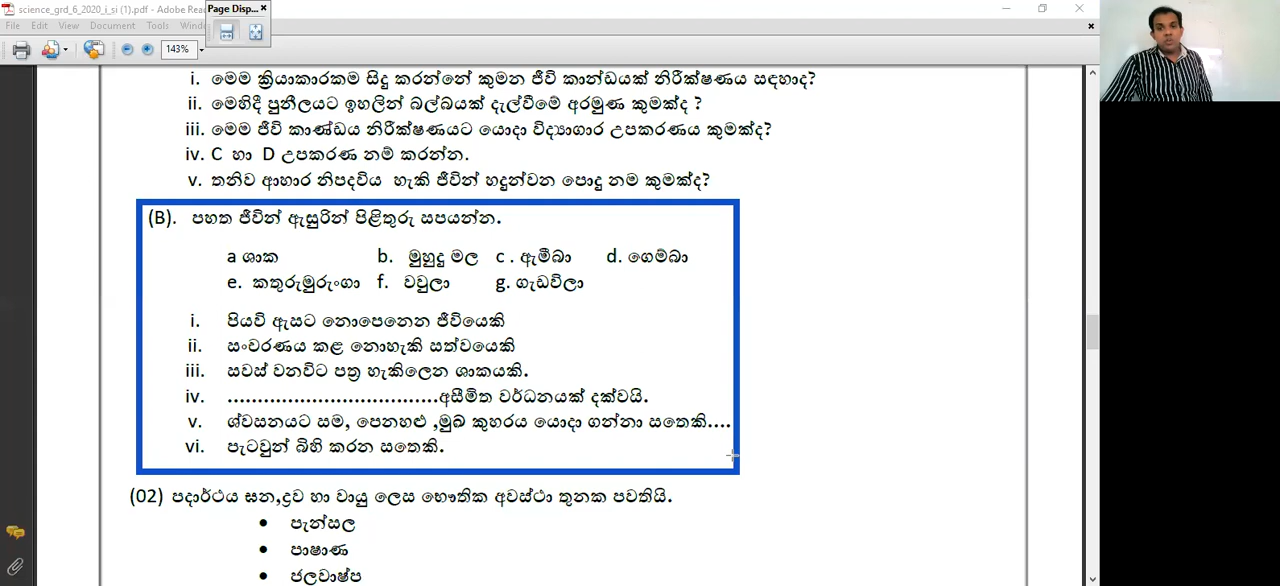 science_grd_6_2020_i_si (1).pdf - Adobe Rea
Page Disp...
File Edit View Document Tools Wind
143%
i. මෙම ක්‍රියාකාරකම සිදු කරන්නේ කුමන ජීවි කාන්ඩයක් නිරීක්ෂණය සඳහාද?
ii. මෙහිදී පුනීලයට ඉහලින් බල්බයක් දැල්වීමේ අරමුණ කුමක්ද ?
iii. මෙම ජීවි කාණ්ඩය නිරීක්ෂණයට යොදා විද්‍යාගාර උපකරණය කුමක්ද?
iv. C හා D උපකරණ නම් කරන්න.
v. තනිව ආහාර නිපදවිය හැකි ජීවින් හදුන්වන පොදු නම කුමක්ද?
(B). පහත ජීවින් ඇසුරින් පිළිතුරු සපයන්න.
a ශාක b. මුහුදු මල c . ඇමීබා d. ගෙම්බා
e. කතුරුමුරුංගා f. වවුලා g. ගැඩවිලා
i. පියවි ඇසට නොපෙනෙන ජීවියෙකි
ii. සංචරණය කළ නොහැකි සත්වයෙකි
iii. සවස් වනවිට පත්‍ර හැකිලෙන ශාකයකි.
iv. ...................................අසීමිත වර්ධනයක් දක්වයි.
v. ශ්වසනයට සම, පෙනහළු ,මුඛ කුහරය යොදා ගන්නා සතෙකි....
vi. පැටවුන් බිහි කරන සතෙකි.
(02) පදාර්ථය ඝන,ද්‍රව හා වායු ලෙස භෞතික අවස්ථා තුනක පවතියි.
• පැන්සල
• පාෂාණ
• ජලවාෂ්ප